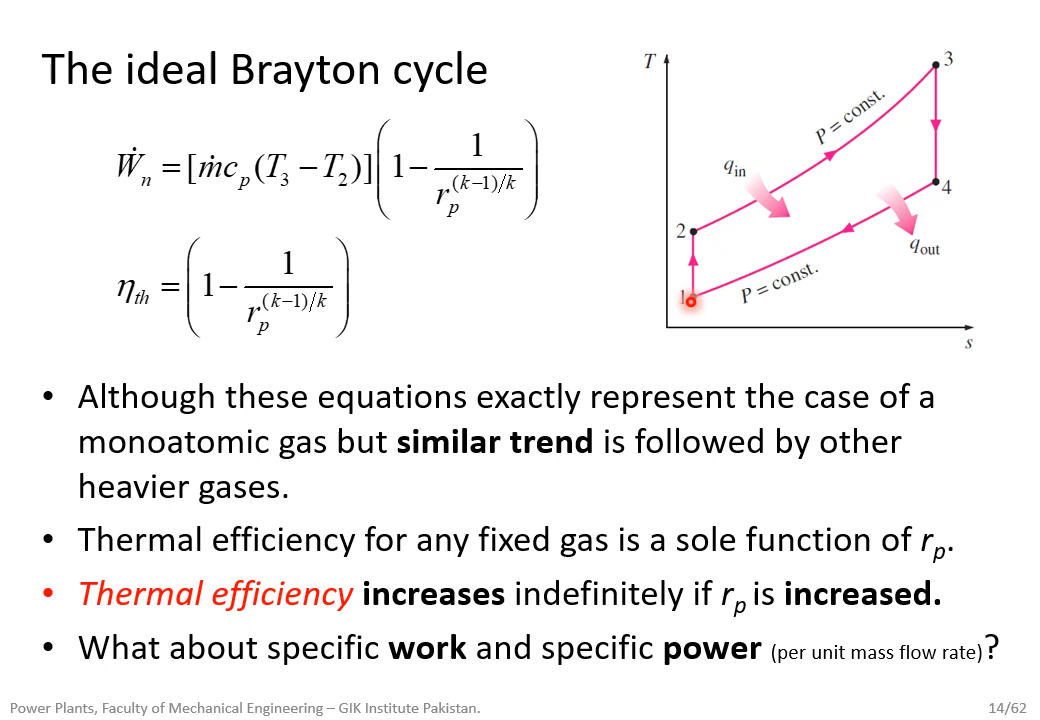 The ideal Brayton cycle
Ẇn = [ṁcp(T3 − T2)](1 − 1/rp^(k−1)/k)
ηth = (1 − 1/rp^(k−1)/k)
T
3
P = const.
qin
4
2
qout
1
P = const.
s
• Although these equations exactly represent the case of a
monoatomic gas but similar trend is followed by other
heavier gases.
• Thermal efficiency for any fixed gas is a sole function of rp.
• Thermal efficiency increases indefinitely if rp is increased.
• What about specific work and specific power (per unit mass flow rate)?
Power Plants, Faculty of Mechanical Engineering – GIK Institute Pakistan.
14/62